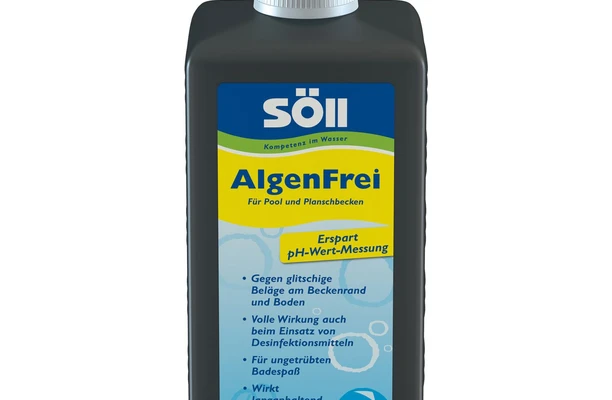 SÖLL
Kompetenz im Wasser
AlgenFrei
Für Pool und Planschbecken
Erspart
pH-Wert-Messung
• Gegen glitschige
Beläge am Beckenrand
und Boden
• Volle Wirkung auch
beim Einsatz von
Desinfektionsmitteln
• Für ungetrübten
Badespaß
• Wirkt
langanhaltend